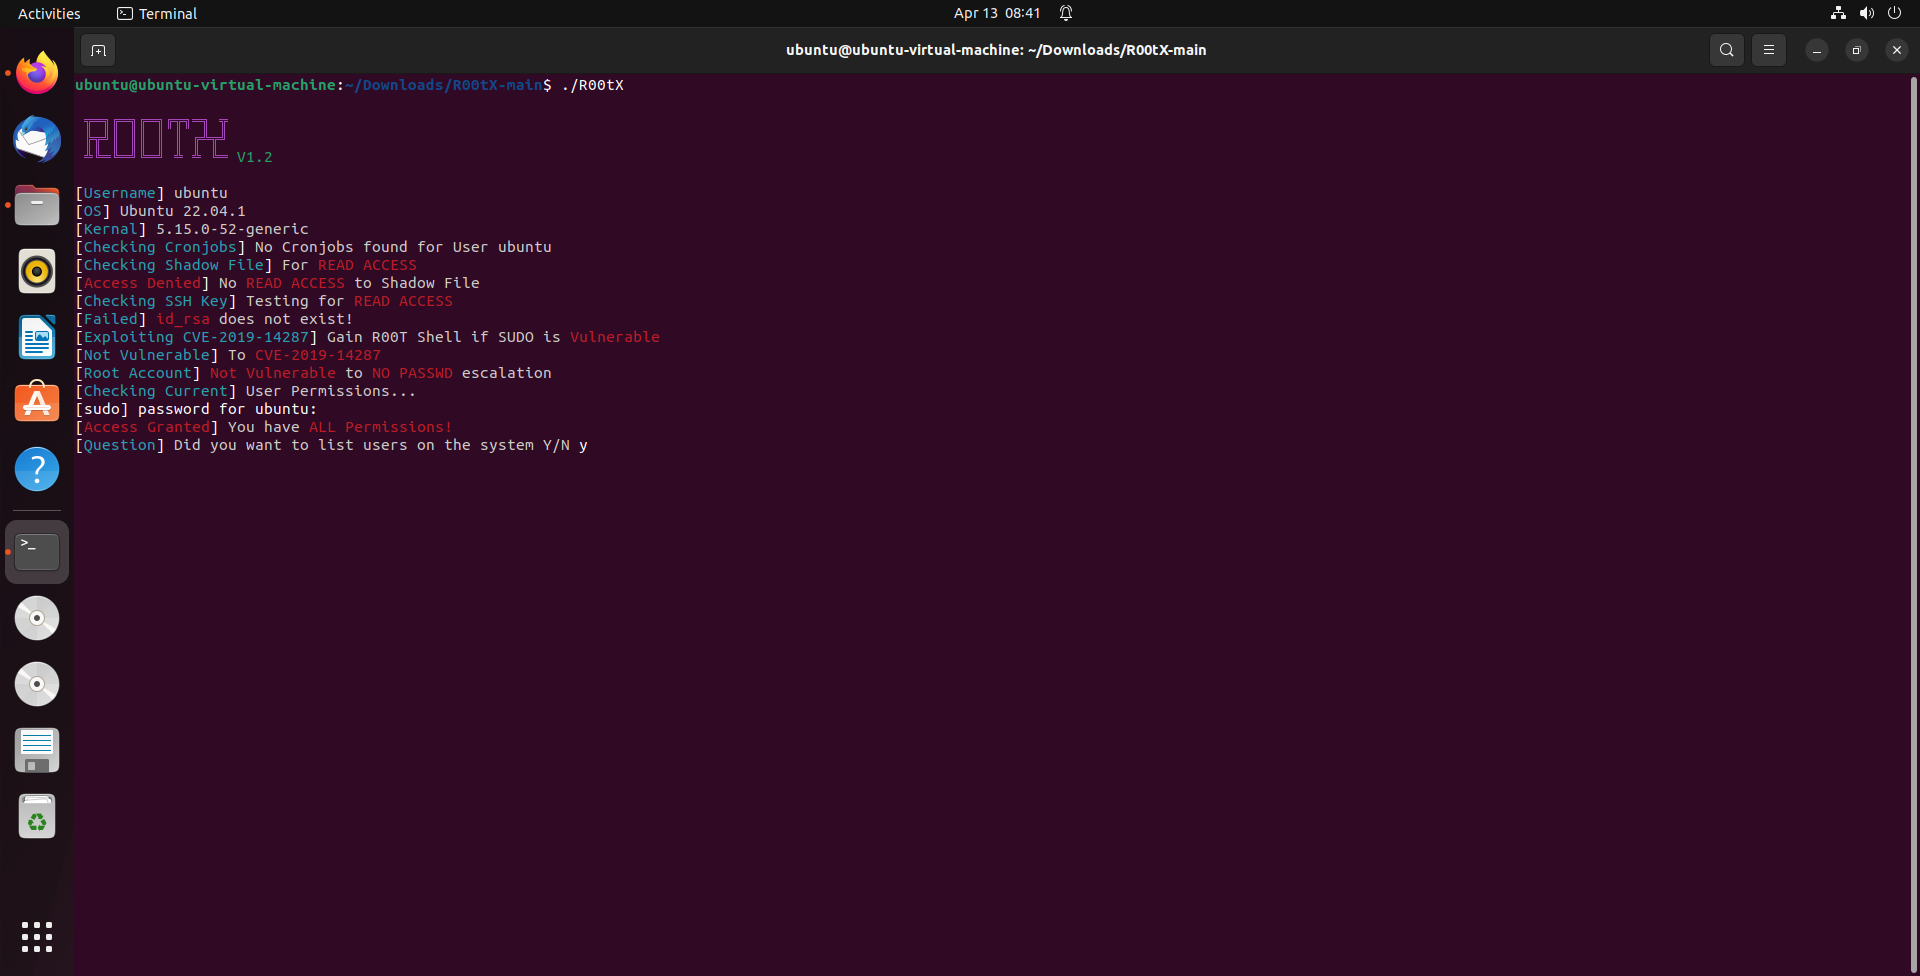 Activities Terminal Apr 13 08:41
ubuntu@ubuntu-virtual-machine: ~/Downloads/R00tX-main
ubuntu@ubuntu-virtual-machine:~/Downloads/R00tX-main$ ./R00tX
R00TX V1.2
[Username] ubuntu
[OS] Ubuntu 22.04.1
[Kernal] 5.15.0-52-generic
[Checking Cronjobs] No Cronjobs found for User ubuntu
[Checking Shadow File] For READ ACCESS
[Access Denied] No READ ACCESS to Shadow File
[Checking SSH Key] Testing for READ ACCESS
[Failed] id_rsa does not exist!
[Exploiting CVE-2019-14287] Gain R00T Shell if SUDO is Vulnerable
[Not Vulnerable] To CVE-2019-14287
[Root Account] Not Vulnerable to NO PASSWD escalation
[Checking Current] User Permissions...
[sudo] password for ubuntu:
[Access Granted] You have ALL Permissions!
[Question] Did you want to list users on the system Y/N y